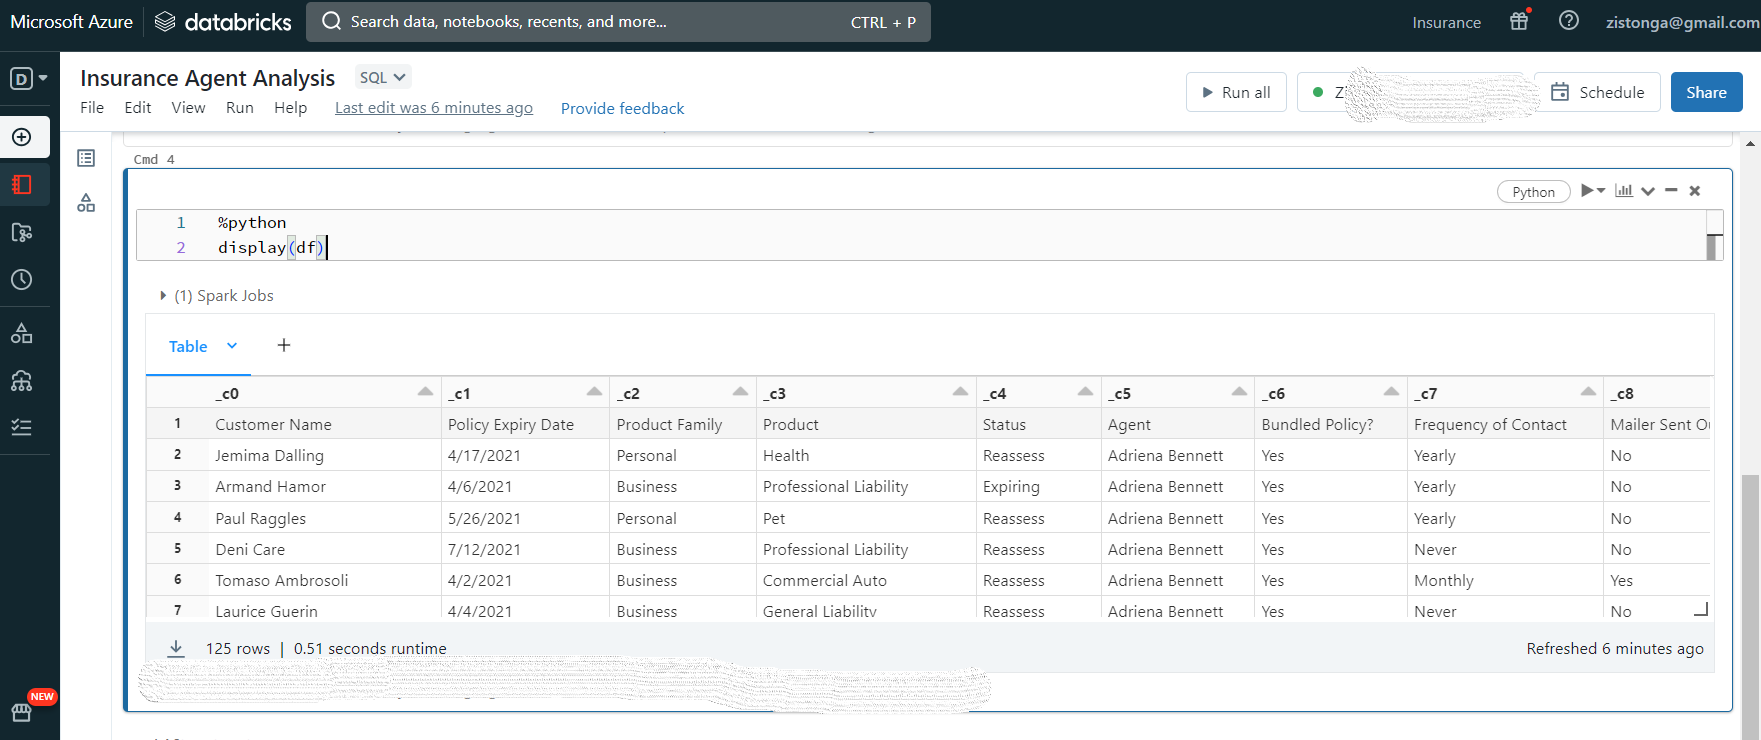 Microsoft Azure databricks Search data, notebooks, recents, and more... CTRL + P Insurance zistonga@gmail.com
D Insurance Agent Analysis SQL
File Edit View Run Help Last edit was 6 minutes ago Provide feedback Run all Schedule Share
Cmd 4
Python
1 %python
2 display(df)
(1) Spark Jobs
Table +
_c0 _c1 _c2 _c3 _c4 _c5 _c6 _c7 _c8
1 Customer Name Policy Expiry Date Product Family Product Status Agent Bundled Policy? Frequency of Contact Mailer Sent
2 Jemima Dalling 4/17/2021 Personal Health Reassess Adriena Bennett Yes Yearly No
3 Armand Hamor 4/6/2021 Business Professional Liability Expiring Adriena Bennett Yes Yearly No
4 Paul Raggles 5/26/2021 Personal Pet Reassess Adriena Bennett Yes Yearly No
5 Deni Care 7/12/2021 Business Professional Liability Reassess Adriena Bennett Yes Never No
6 Tomaso Ambrosoli 4/2/2021 Business Commercial Auto Reassess Adriena Bennett Yes Monthly Yes
7 Laurice Guerin 4/4/2021 Business General Liability Reassess Adriena Bennett Yes Never No
125 rows | 0.51 seconds runtime Refreshed 6 minutes ago
NEW